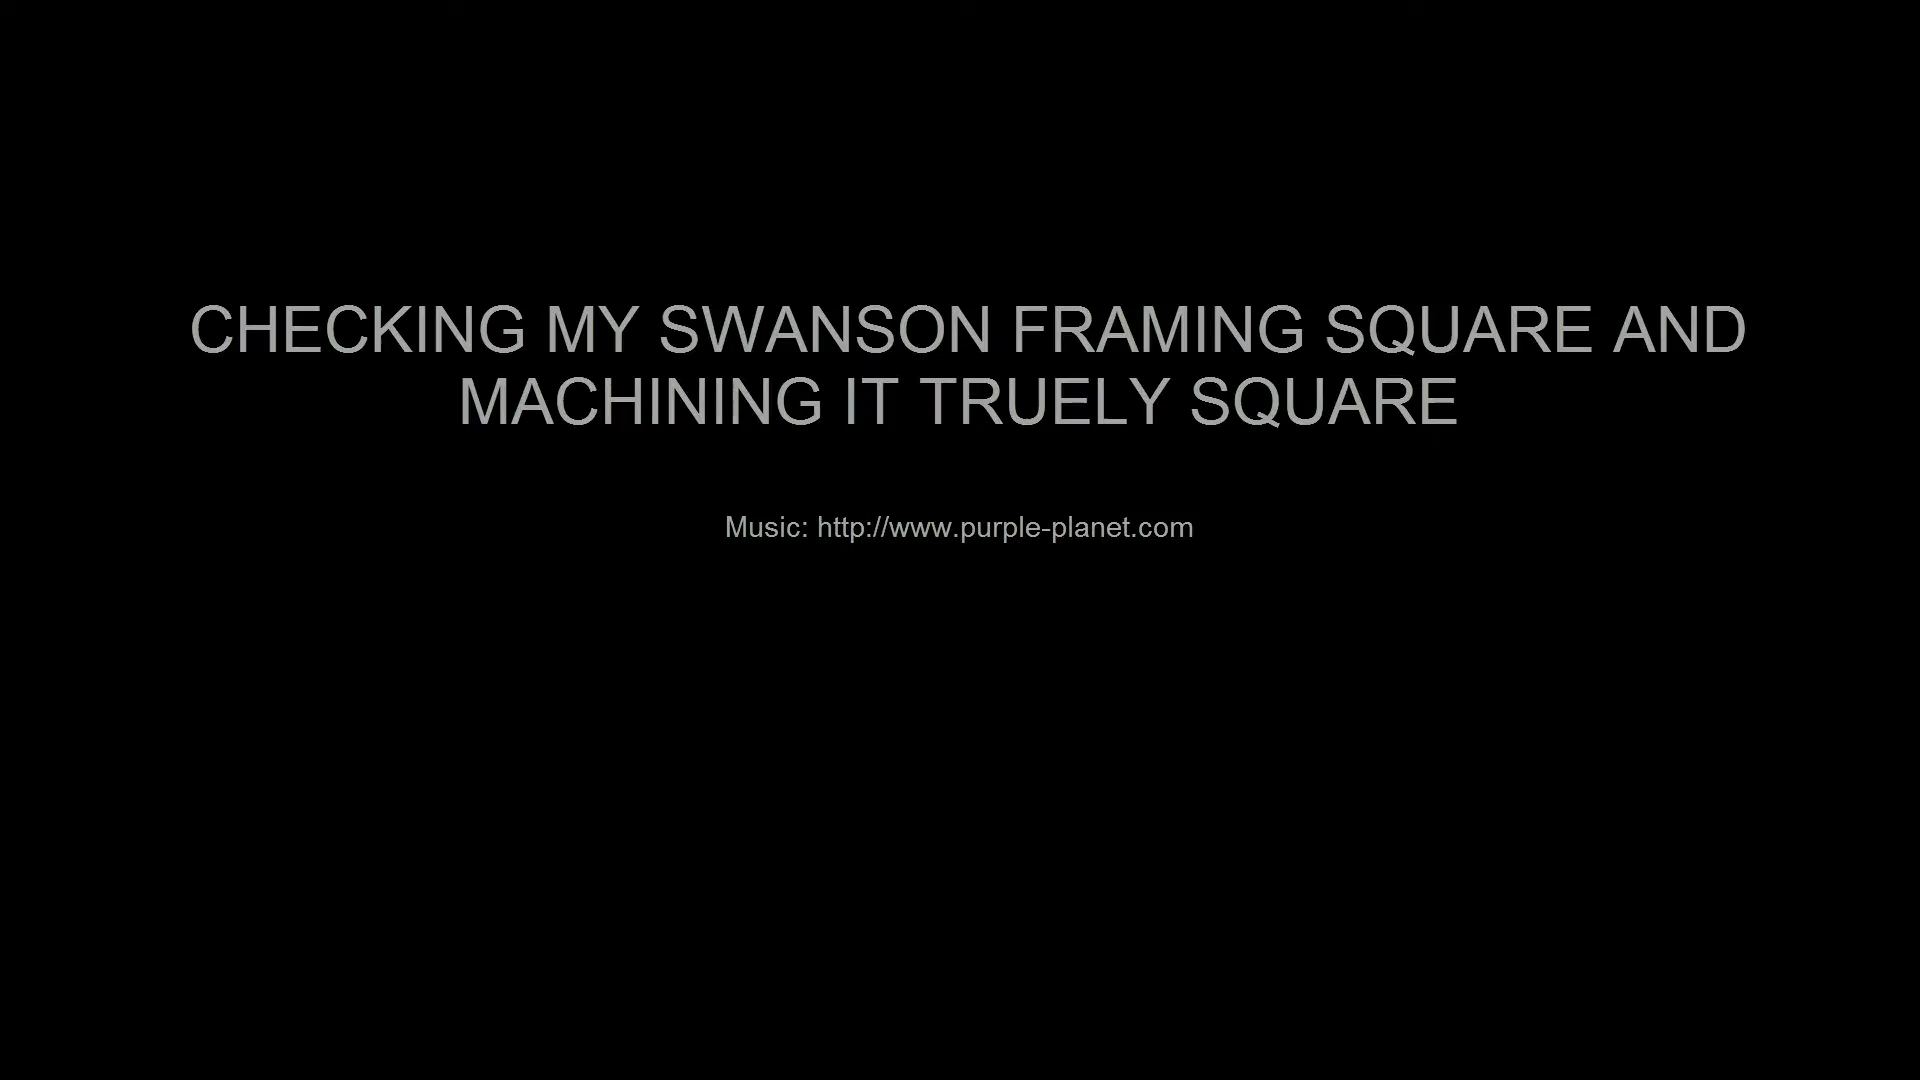 CHECKING MY SWANSON FRAMING SQUARE AND
MACHINING IT TRUELY SQUARE
Music: http://www.purple-planet.com